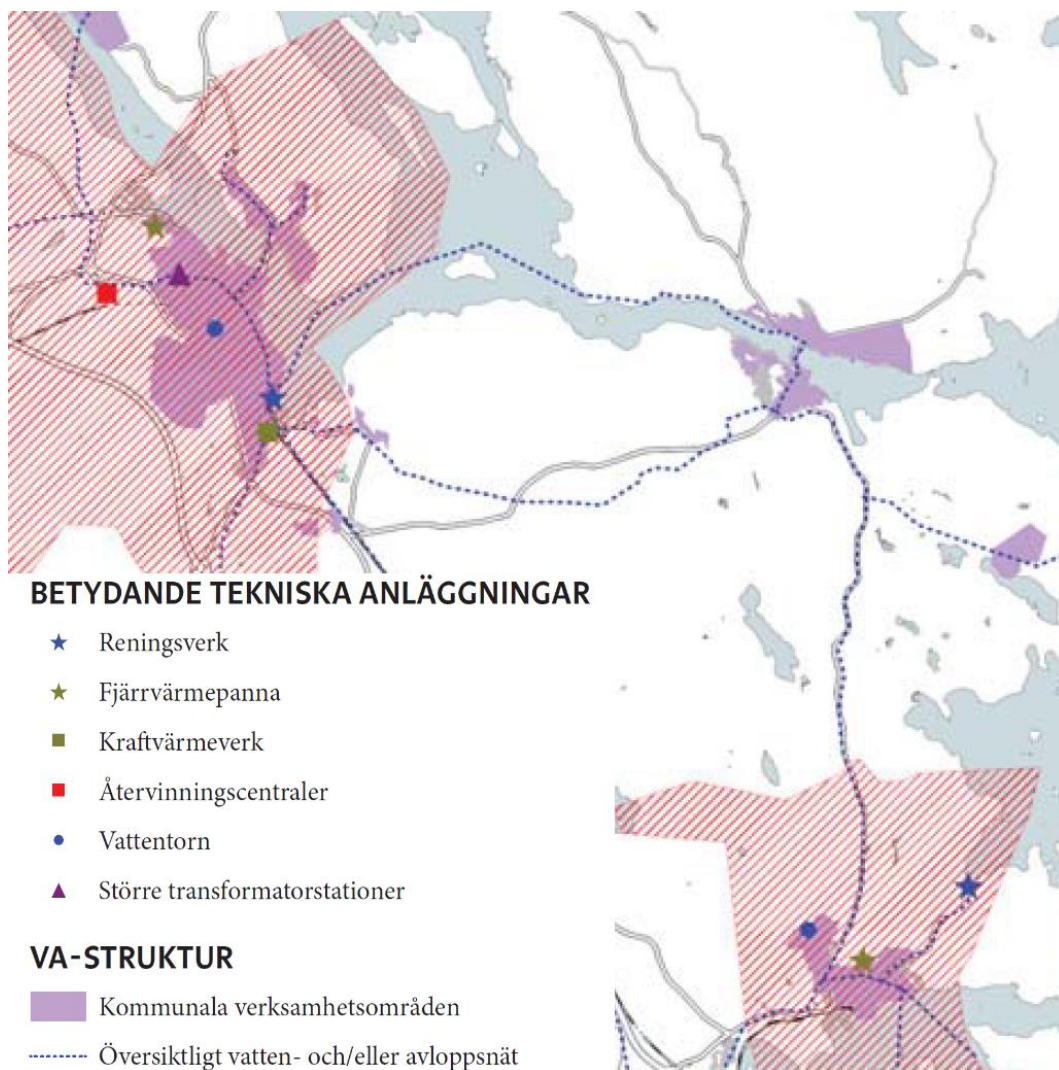 BETYDANDE TEKNISKA ANLÄGGNINGAR
Reningsverk
Fjärrvärmepanna
Kraftvärmeverk
Återvinningscentraler
Vattentorn
Större transformatorstationer
VA-STRUKTUR
Kommunala verksamhetsområden
Översiktligt vatten- och/eller avloppsnät